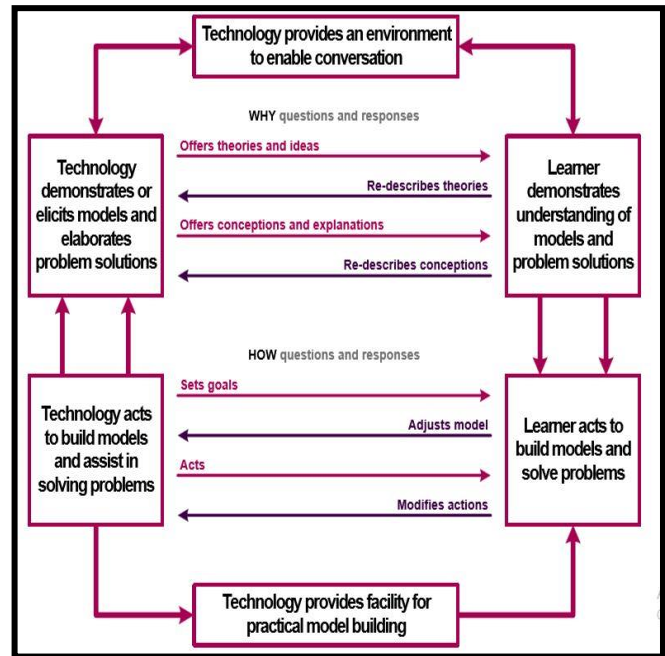 Technology provides an environment
to enable conversation
WHY questions and responses
Technology
demonstrates or
elicits models and
elaborates
problem solutions
Offers theories and ideas
Re-describes theories
Offers conceptions and explanations
Re-describes conceptions
Learner
demonstrates
understanding of
models and
problem solutions
HOW questions and responses
Technology acts
to build models
and assist in
solving problems
Sets goals
Adjusts model
Acts
Modifies actions
Learner acts to
build models and
solve problems
Technology provides facility for
practical model building